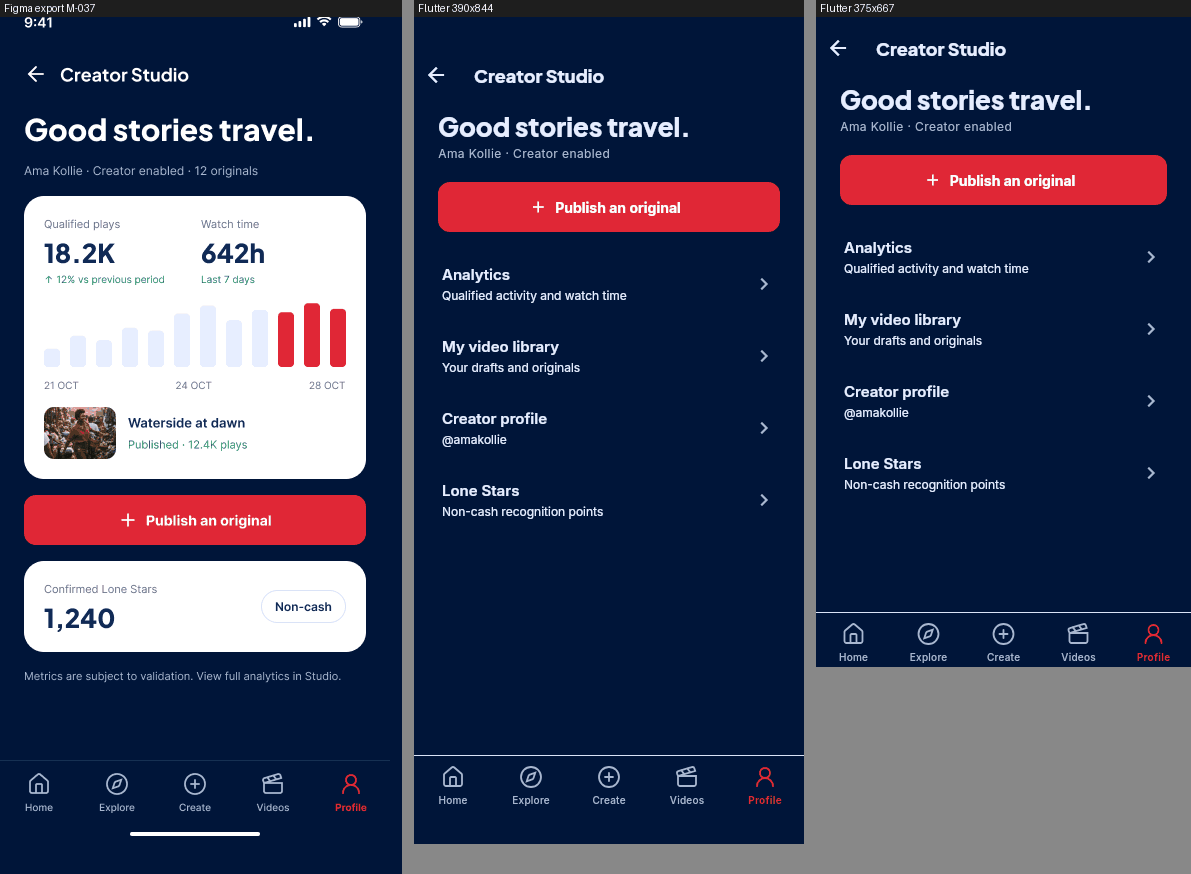 Figma export M-037
9:41
Creator Studio
Good stories travel.
Ama Kollie · Creator enabled · 12 originals
Qualified plays
Watch time
18.2K
642h
↑ 12% vs previous period
Last 7 days
21 OCT
24 OCT
28 OCT
Waterside at dawn
Published · 12.4K plays
+ Publish an original
Confirmed Lone Stars
1,240
Non-cash
Metrics are subject to validation. View full analytics in Studio.
Home
Explore
Create
Videos
Profile
Flutter 390x844
Creator Studio
Good stories travel.
Ama Kollie · Creator enabled
+ Publish an original
Analytics
Qualified activity and watch time
My video library
Your drafts and originals
Creator profile
@amakollie
Lone Stars
Non-cash recognition points
Home
Explore
Create
Videos
Profile
Flutter 375x667
Creator Studio
Good stories travel.
Ama Kollie · Creator enabled
+ Publish an original
Analytics
Qualified activity and watch time
My video library
Your drafts and originals
Creator profile
@amakollie
Lone Stars
Non-cash recognition points
Home
Explore
Create
Videos
Profile